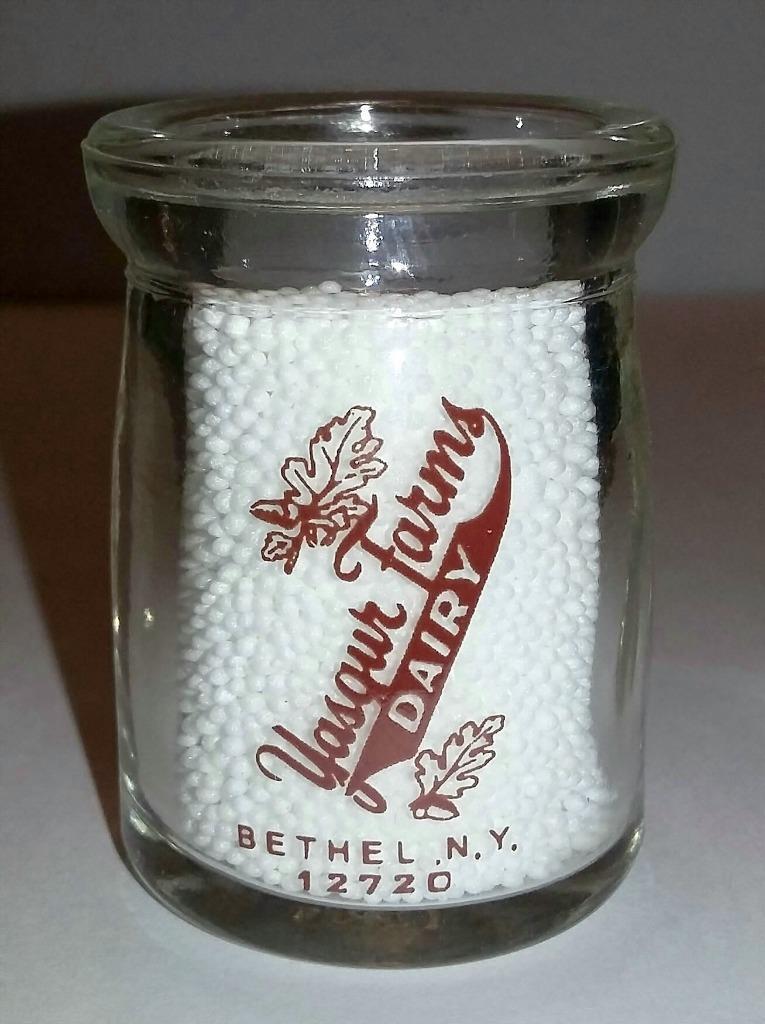 Yasgur Farms
DAIRY
BETHEL, N.Y.
12720